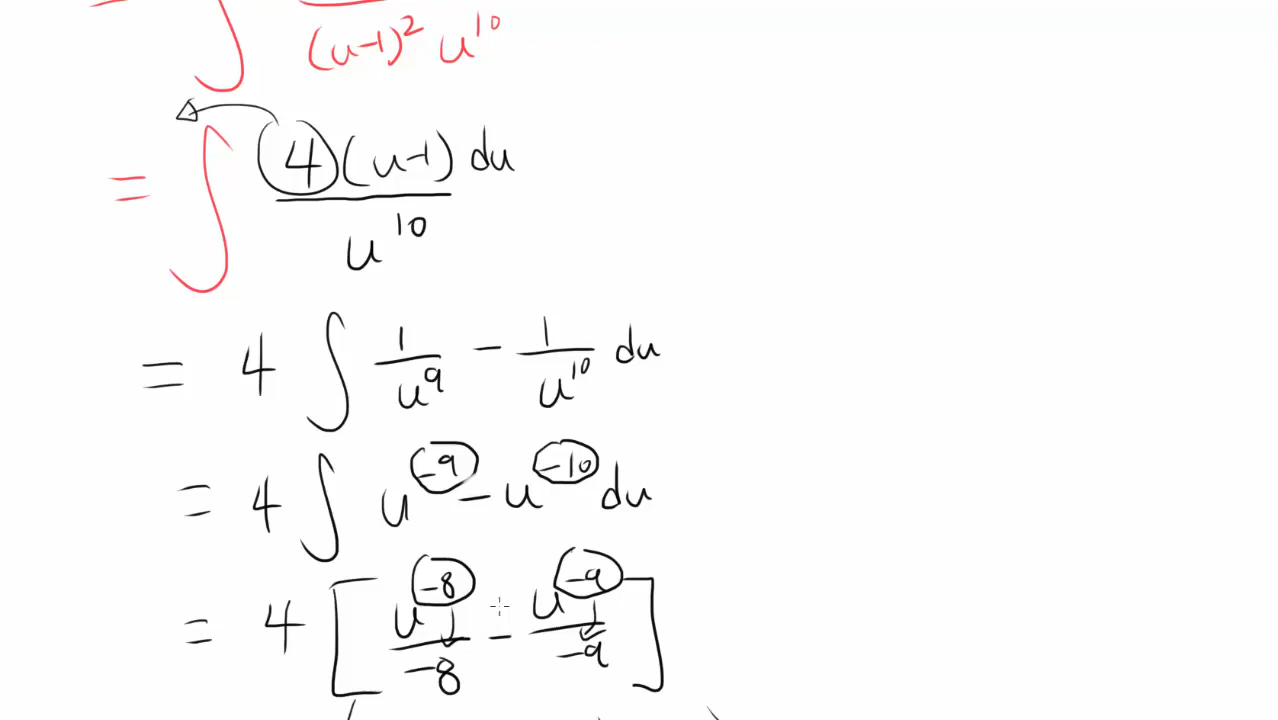 ∫ / (u-1)² u¹⁰
= ∫ 4(u-1) du / u¹⁰
= 4 ∫ 1/u⁹ - 1/u¹⁰ du
= 4 ∫ u⁻⁹ - u⁻¹⁰ du
= 4 [ u⁻⁸/-8 - u⁻⁹/-9 ]